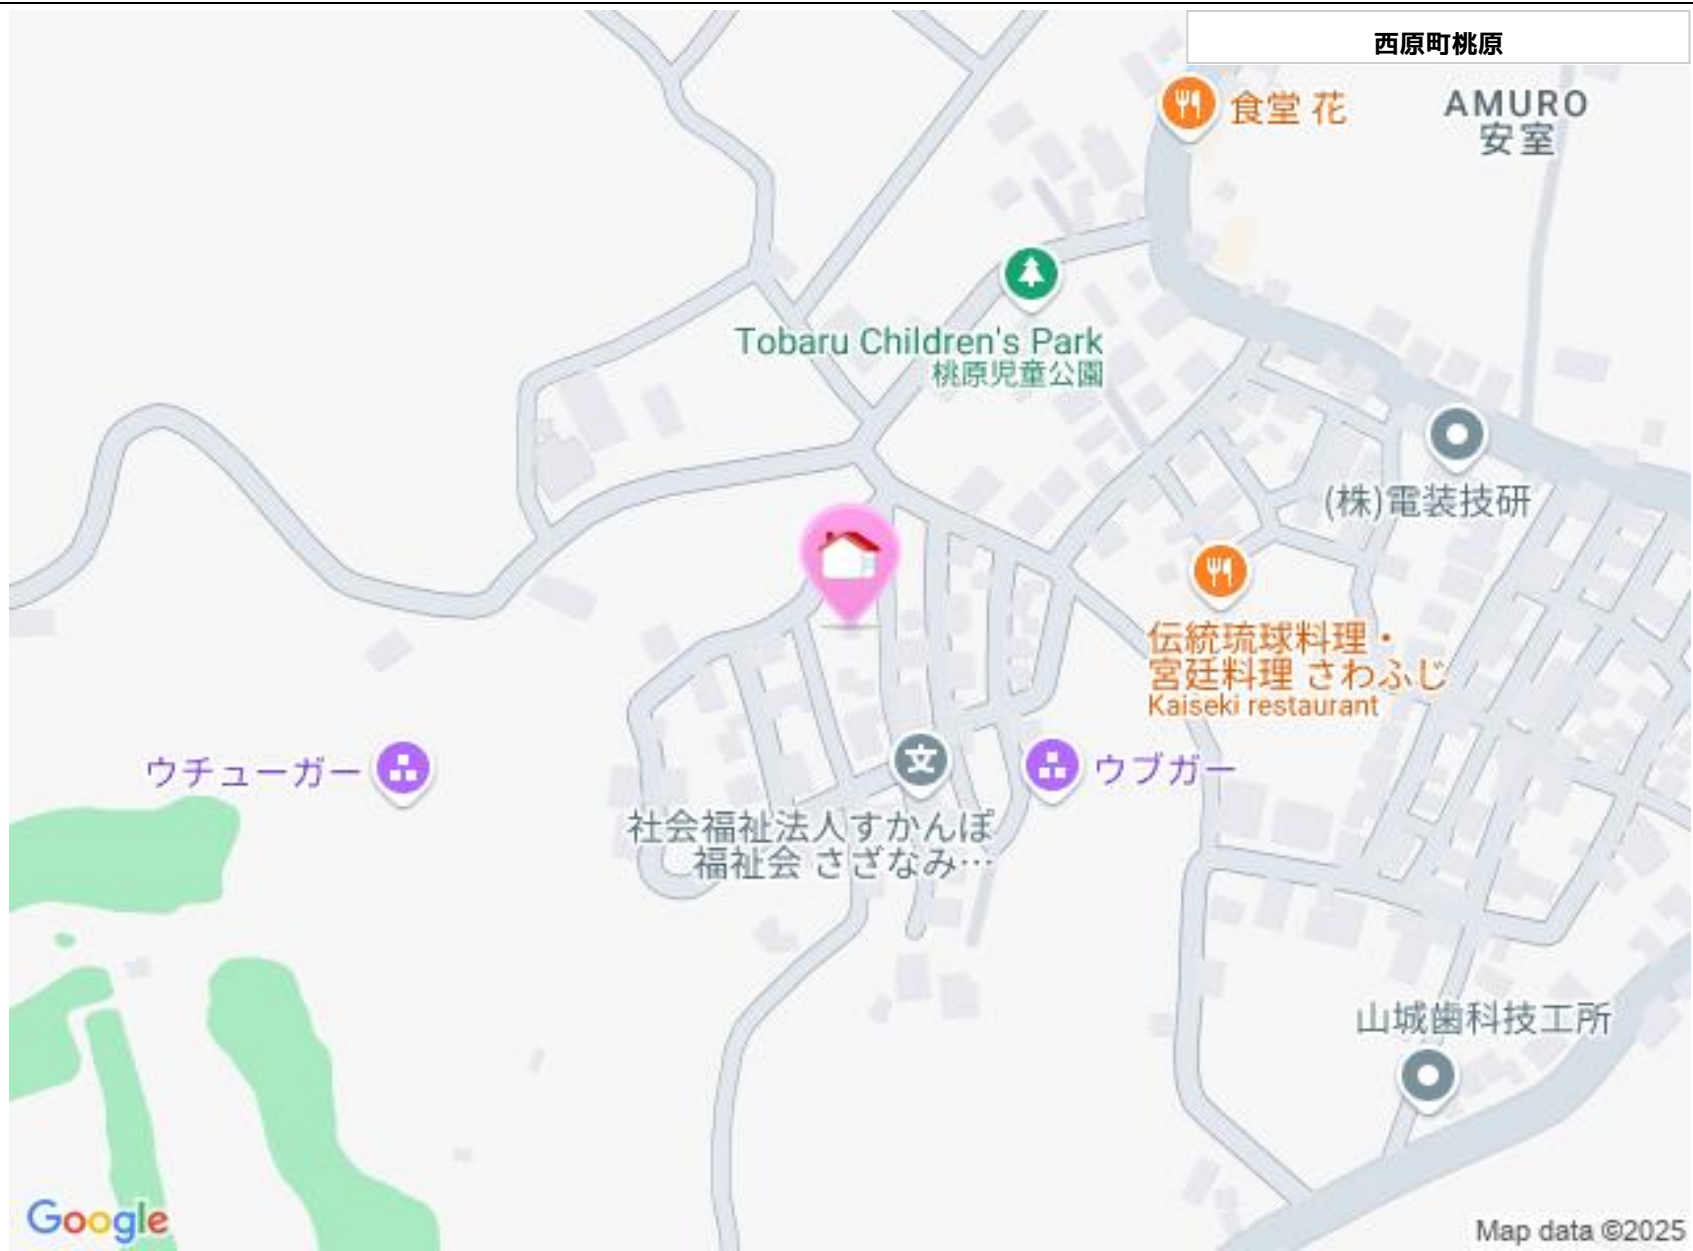 西原町桃原
食堂 花
AMURO
安室
Tobaru Children's Park
桃原児童公園
(株)電装技研
伝統琉球料理・
宮廷料理 さわふじ
Kaiseki restaurant
ウチューガー
ウブガー
社会福祉法人すかんぽ
福祉会 さざなみ…
山城歯科技工所
Google
Map data ©2025